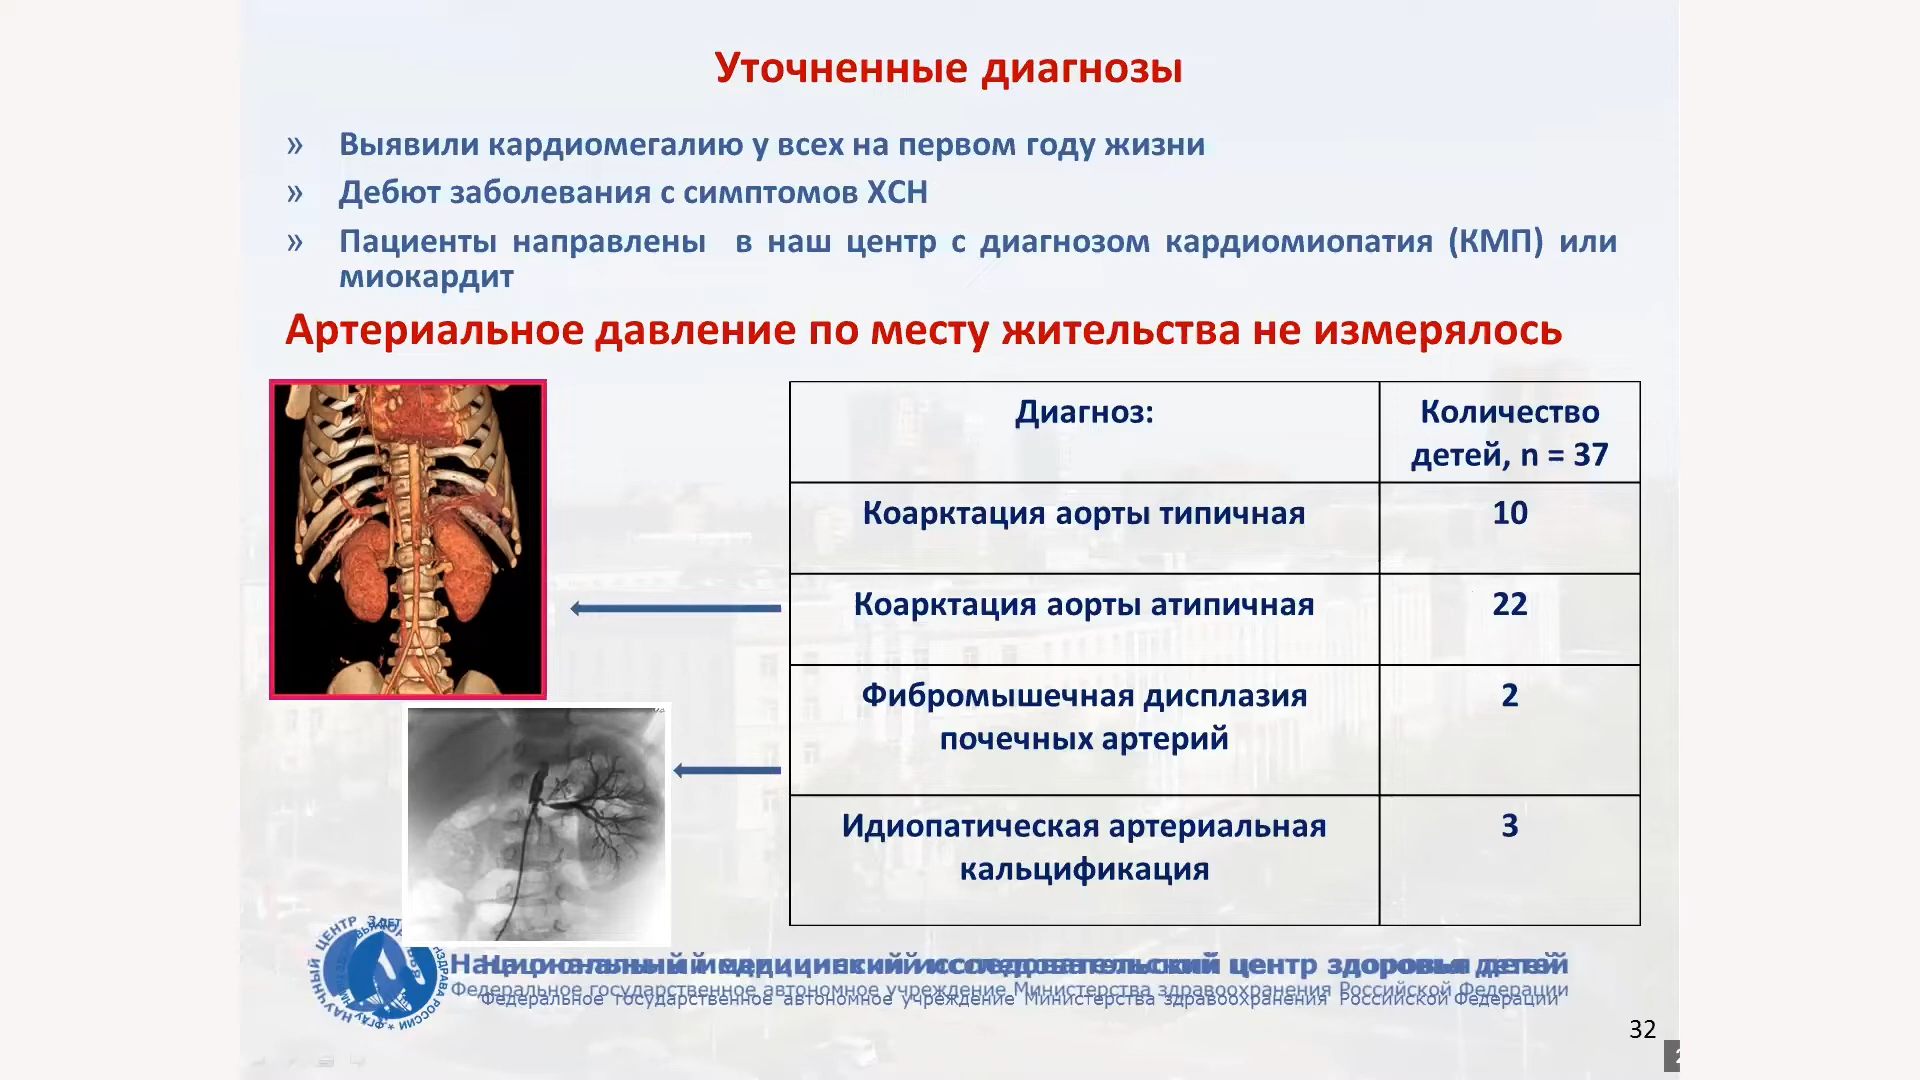 Уточненные диагнозы
» Выявили кардиомегалию у всех на первом году жизни
» Дебют заболевания с симптомов ХСН
» Пациенты направлены в наш центр с диагнозом кардиомиопатия (КМП) или
миокардит
Артериальное давление по месту жительства не измерялось
Диагноз:
Количество
детей, n = 37
Коарктация аорты типичная
10
Коарктация аорты атипичная
22
Фибромышечная дисплазия
почечных артерий
2
Идиопатическая артериальная
кальцификация
3
Национальный медицинский исследовательский центр здоровья детей
Федеральное государственное автономное учреждение Министерства здравоохранения Российской Федерации
32